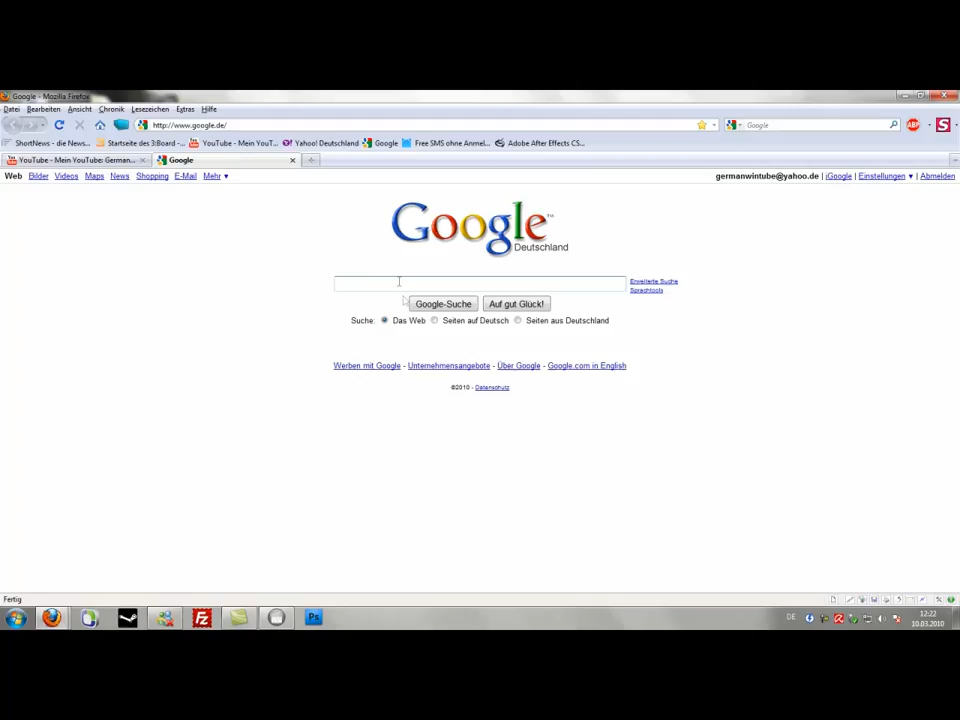 Google - Mozilla Firefox
Datei Bearbeiten Ansicht Chronik Lesezeichen Extras Hilfe
http://www.google.de/ Google ABP S
ShortNews - die News... Startseite des 3:Board -... YouTube - Mein YouT... Yahoo! Deutschland Google Free SMS ohne Anmel... Adobe After Effects CS...
YouTube - Mein YouTube: German... Google
Web Bilder Videos Maps News Shopping E-Mail Mehr ▼ germanwintube@yahoo.de | iGoogle | Einstellungen ▼ | Abmelden
Google™
Deutschland
Erweiterte Suche
Sprachtools
Google-Suche Auf gut Glück!
Suche: Das Web Seiten auf Deutsch Seiten aus Deutschland
Werben mit Google - Unternehmensangebote - Über Google - Google.com in English
©2010 - Datenschutz
Fertig
Fz Ps DE 12:22
10.03.2010